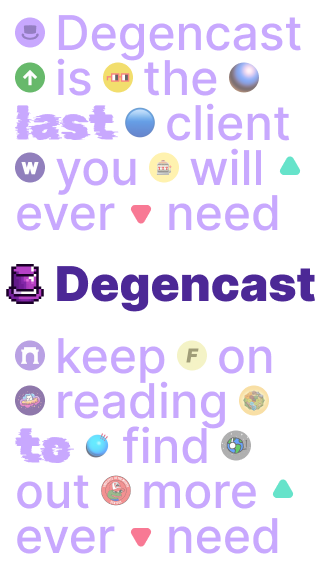 Degencast
is the
last client
W you will
ever need
Degencast
keep F on
reading
to find
out more
ever need